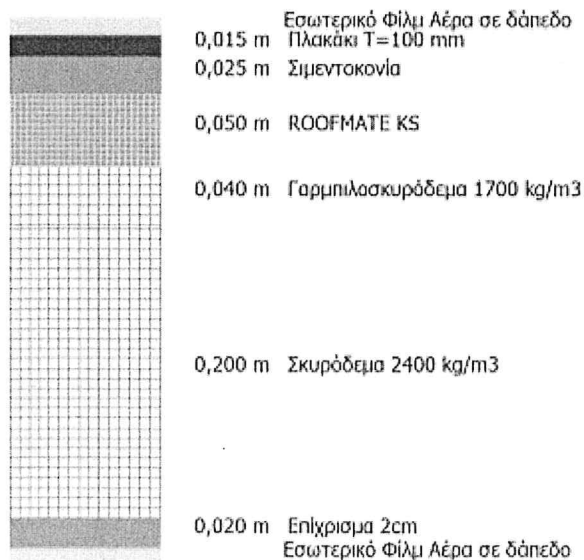 Εσωτερικό Φίλμ Αέρα σε δάπεδο
0,015 m Πλακάκι T=100 mm
0,025 m Σιμεντοκονία
0,050 m ROOFMATE KS
0,040 m Γαρμπιλοσκυρόδεμα 1700 kg/m3
0,200 m Σκυρόδεμα 2400 kg/m3
0,020 m Επίχρισμα 2cm
Εσωτερικό Φίλμ Αέρα σε δάπεδο